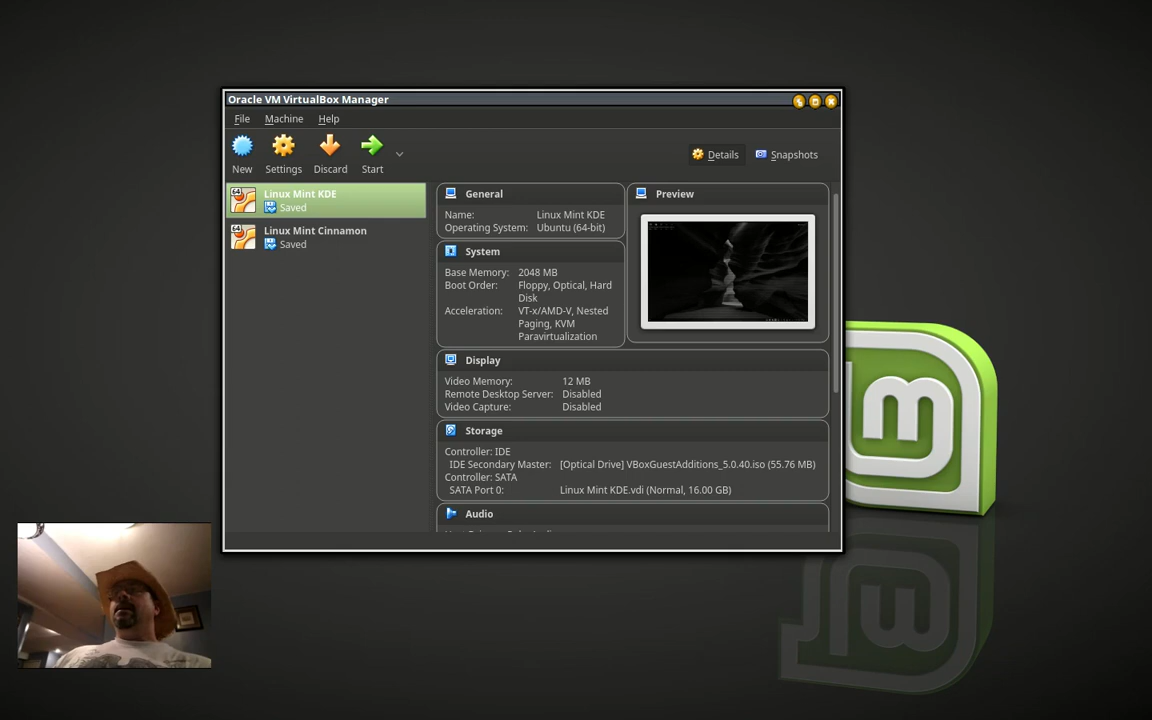 Oracle VM VirtualBox Manager
File Machine Help
New Settings Discard Start
Details Snapshots
64 Linux Mint KDE
Saved
64 Linux Mint Cinnamon
Saved
General
Name: Linux Mint KDE
Operating System: Ubuntu (64-bit)
System
Base Memory: 2048 MB
Boot Order: Floppy, Optical, Hard
Disk
Acceleration: VT-x/AMD-V, Nested
Paging, KVM
Paravirtualization
Preview
Display
Video Memory: 12 MB
Remote Desktop Server: Disabled
Video Capture: Disabled
Storage
Controller: IDE
IDE Secondary Master: [Optical Drive] VBoxGuestAdditions_5.0.40.iso (55.76 MB)
Controller: SATA
SATA Port 0: Linux Mint KDE.vdi (Normal, 16.00 GB)
Audio